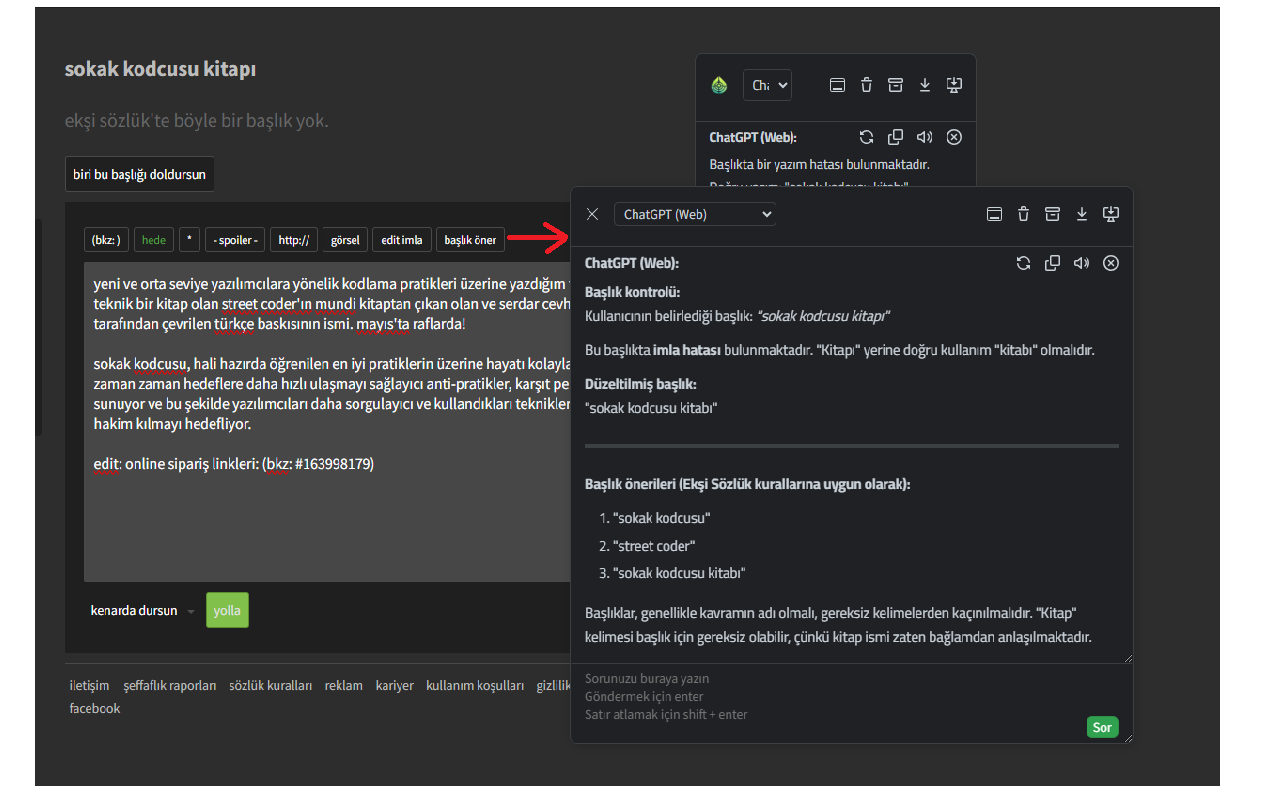 sokak kodcusu kitapı
ekşi sözlük'te böyle bir başlık yok.
biri bu başlığı doldursun
(bkz: ) hede * - spoiler - http:// görsel edit imla başlık öner
yeni ve orta seviye yazılımcılara yönelik kodlama pratikleri üzerine yazdığım
teknik bir kitap olan street coder'ın mundi kitaptan çıkan olan ve serdar cevh
tarafından çevrilen türkçe baskısının ismi. mayıs'ta raflarda!
sokak kodcusu, hali hazırda öğrenilen en iyi pratiklerin üzerine hayatı kolayla
zaman zaman hedeflere daha hızlı ulaşmayı sağlayıcı anti-pratikler, karşıt pe
sunuyor ve bu şekilde yazılımcıları daha sorgulayıcı ve kullandıkları teknikler
hakim kılmayı hedefliyor.
edit: online sipariş linkleri: (bkz: #163998179)
kenarda dursun yolla
iletişim şeffaflık raporları sözlük kuralları reklam kariyer kullanım koşulları gizlilik
facebook
Cha
ChatGPT (Web):
Başlıkta bir yazım hatası bulunmaktadır.
Doğru yazım: "sokak kodcusu kitabı"
ChatGPT (Web)
ChatGPT (Web):
Başlık kontrolü:
Kullanıcının belirlediği başlık: "sokak kodcusu kitapı"
Bu başlıkta imla hatası bulunmaktadır. "Kitapı" yerine doğru kullanım "kitabı" olmalıdır.
Düzeltilmiş başlık:
"sokak kodcusu kitabı"
Başlık önerileri (Ekşi Sözlük kurallarına uygun olarak):
1. "sokak kodcusu"
2. "street coder"
3. "sokak kodcusu kitabı"
Başlıklar, genellikle kavramın adı olmalı, gereksiz kelimelerden kaçınılmalıdır. "Kitap"
kelimesi başlık için gereksiz olabilir, çünkü kitap ismi zaten bağlamdan anlaşılmaktadır.
Sorunuzu buraya yazın
Göndermek için enter
Satır atlamak için shift + enter
Sor